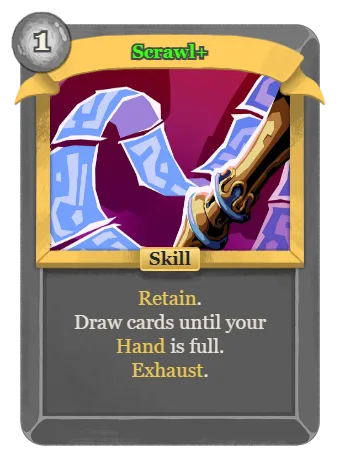 1
Scrawl+
Skill
Retain.
Draw cards until your
Hand is full.
Exhaust.